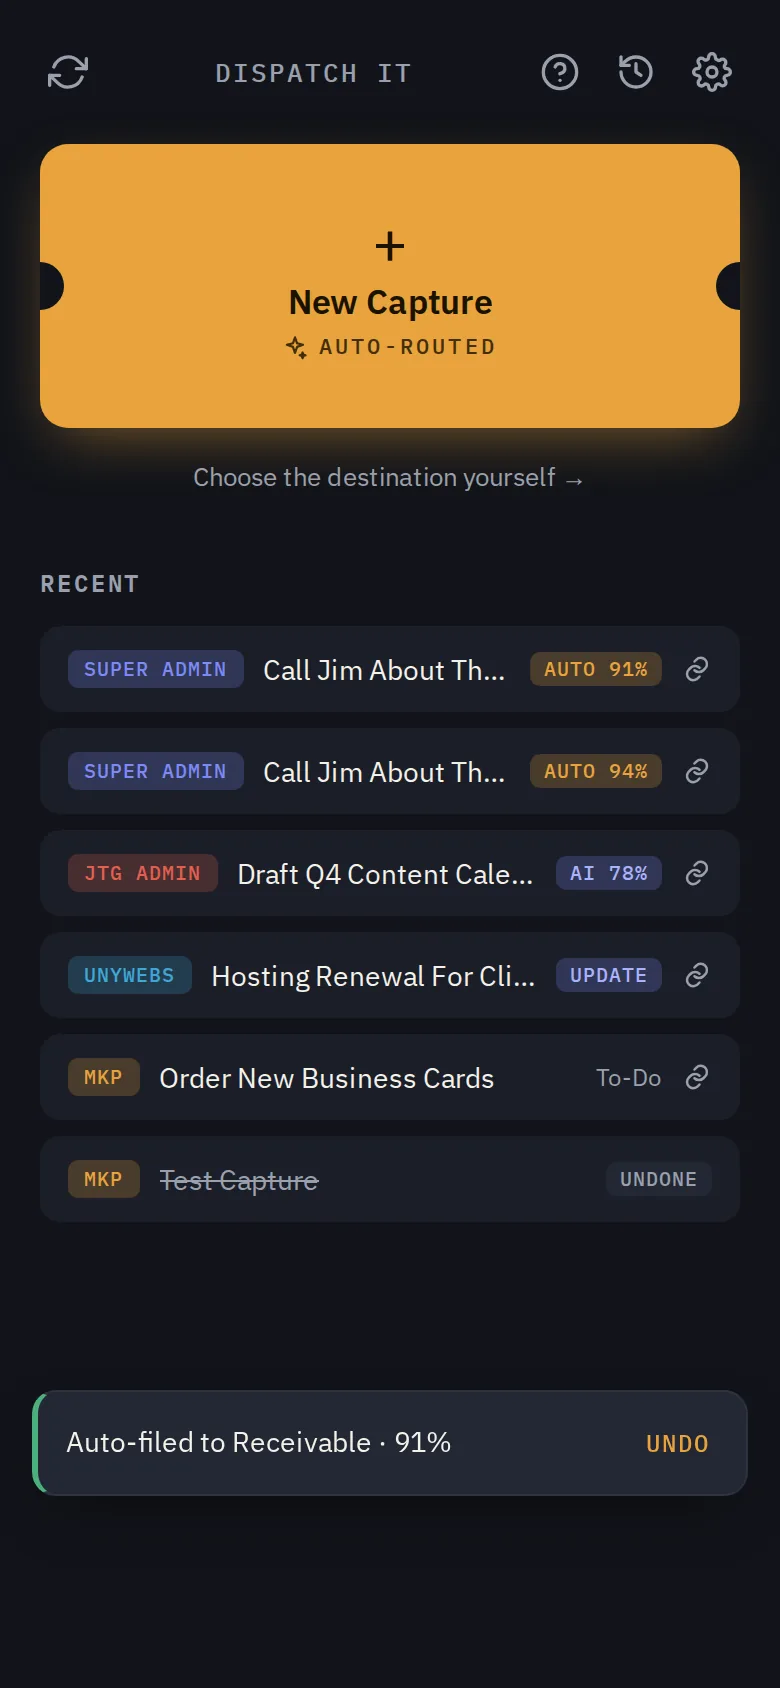 DISPATCH IT
+
New Capture
AUTO-ROUTED
Choose the destination yourself →
RECENT
SUPER ADMIN Call Jim About Th... AUTO 91%
SUPER ADMIN Call Jim About Th... AUTO 94%
JTG ADMIN Draft Q4 Content Cale... AI 78%
UNYWEBS Hosting Renewal For Cli... UPDATE
MKP Order New Business Cards To-Do
MKP Test Capture UNDONE
Auto-filed to Receivable · 91% UNDO